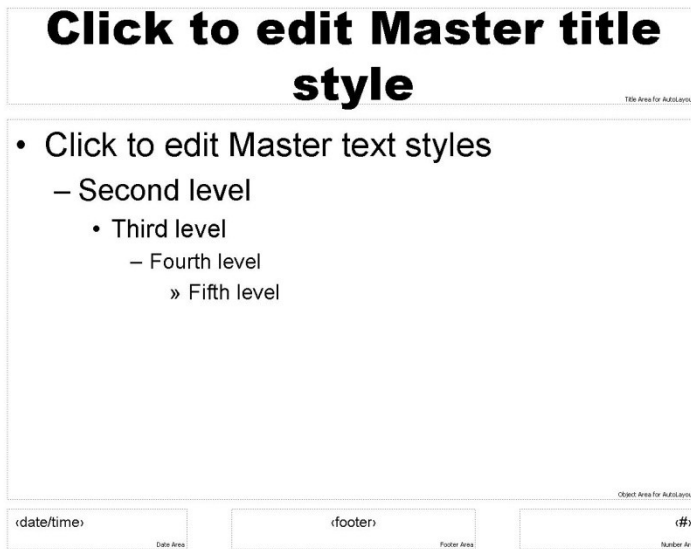 Click to edit Master title
style
Title Area for AutoLayou
• Click to edit Master text styles
– Second level
• Third level
– Fourth level
» Fifth level
Object Area for AutoLayou
‹date/time›
Date Area
‹footer›
Footer Area
‹#›
Number Ar